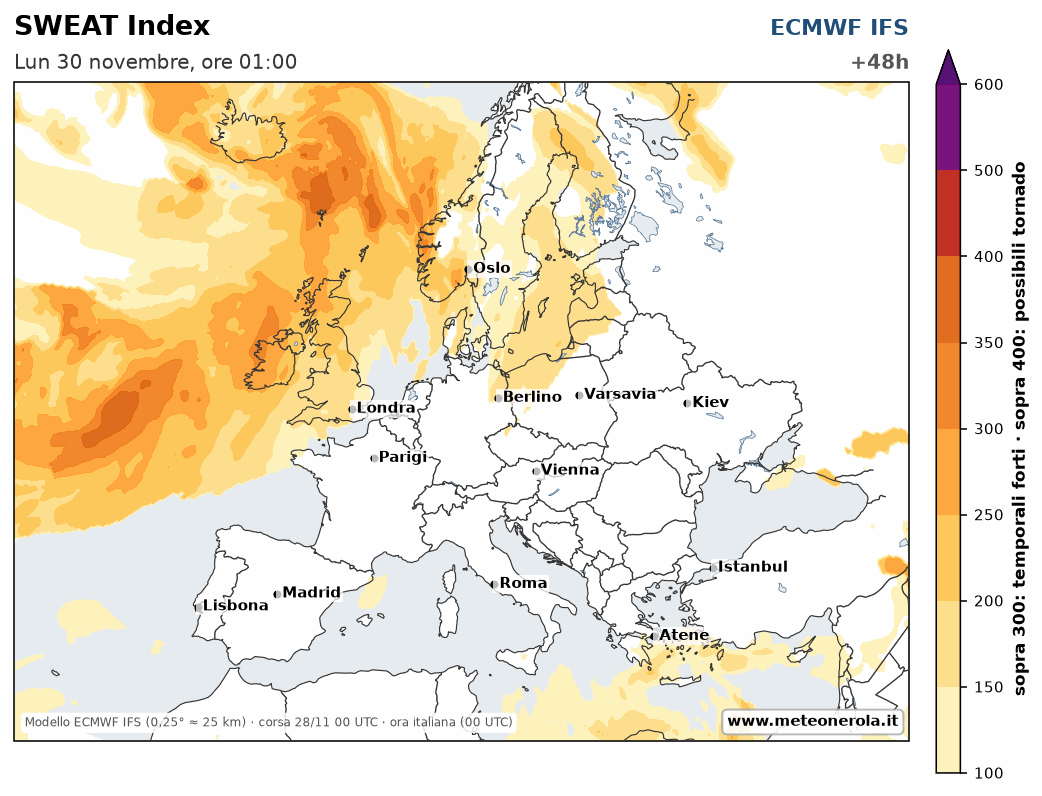 SWEAT Index
ECMWF IFS
Lun 30 novembre, ore 01:00
+48h
600
500
400
350
300
250
200
150
100
sopra 300: temporali forti · sopra 400: possibili tornado
Oslo
Berlino
Varsavia
Kiev
Londra
Parigi
Vienna
Istanbul
Roma
Madrid
Lisbona
Atene
Modello ECMWF IFS (0,25° ≈ 25 km) · corsa 28/11 00 UTC · ora italiana (00 UTC)
www.meteonerola.it